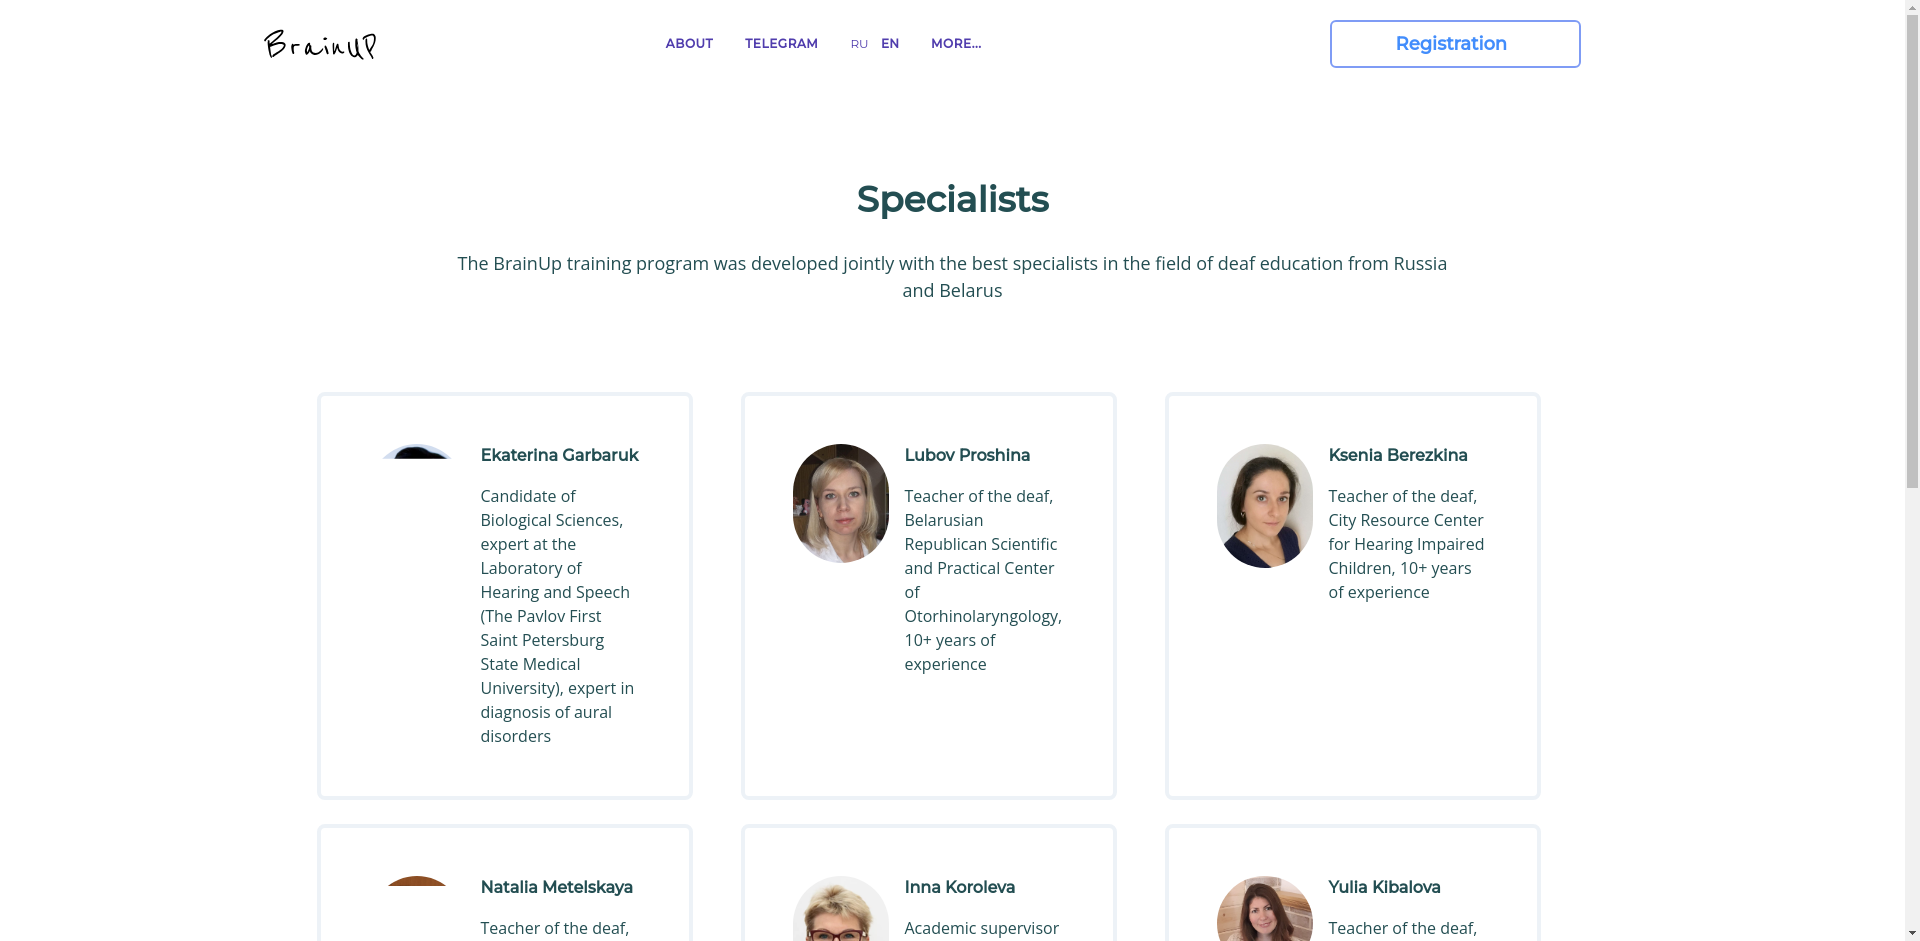 BrainUP
ABOUT
TELEGRAM
RU
EN
MORE...
Registration
Specialists
The BrainUp training program was developed jointly with the best specialists in the field of deaf education from Russia
and Belarus
Ekaterina Garbaruk
Candidate of
Biological Sciences,
expert at the
Laboratory of
Hearing and Speech
(The Pavlov First
Saint Petersburg
State Medical
University), expert in
diagnosis of aural
disorders
Lubov Proshina
Teacher of the deaf,
Belarusian
Republican Scientific
and Practical Center
of
Otorhinolaryngology,
10+ years of
experience
Ksenia Berezkina
Teacher of the deaf,
City Resource Center
for Hearing Impaired
Children, 10+ years
of experience
Natalia Metelskaya
Teacher of the deaf,
Inna Koroleva
Academic supervisor
Yulia Kibalova
Teacher of the deaf,